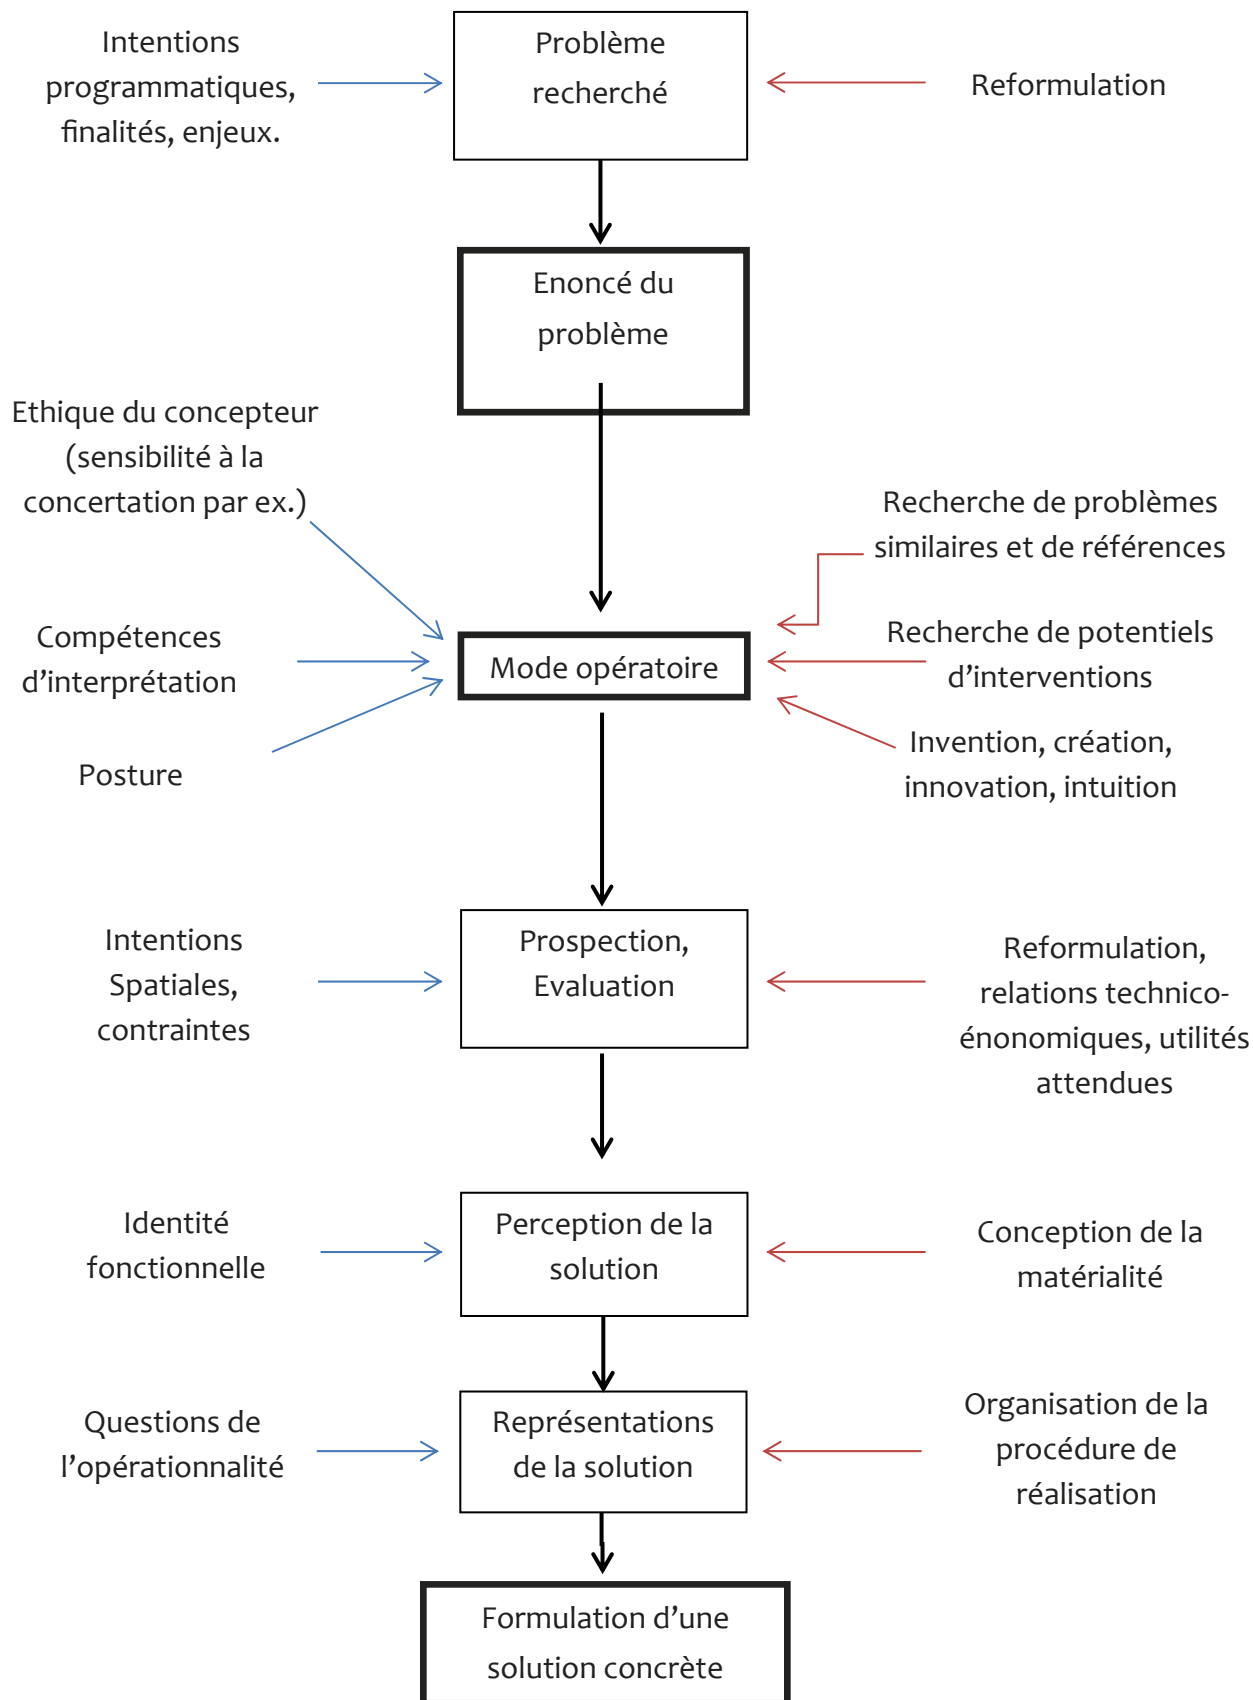 Intentions
programmatiques,
finalités, enjeux.
Problème
recherché
Reformulation
Enoncé du
problème
Ethique du concepteur
(sensibilité à la
concertation par ex.)
Recherche de problèmes
similaires et de références
Compétences
d'interprétation
Mode opératoire
Recherche de potentiels
d'interventions
Posture
Invention, création,
innovation, intuition
Intentions
Spatiales,
contraintes
Prospection,
Evaluation
Reformulation,
relations technico-
énonomiques, utilités
attendues
Identité
fonctionnelle
Perception de la
solution
Conception de la
matérialité
Questions de
l'opérationnalité
Représentations
de la solution
Organisation de la
procédure de
réalisation
Formulation d'une
solution concrète